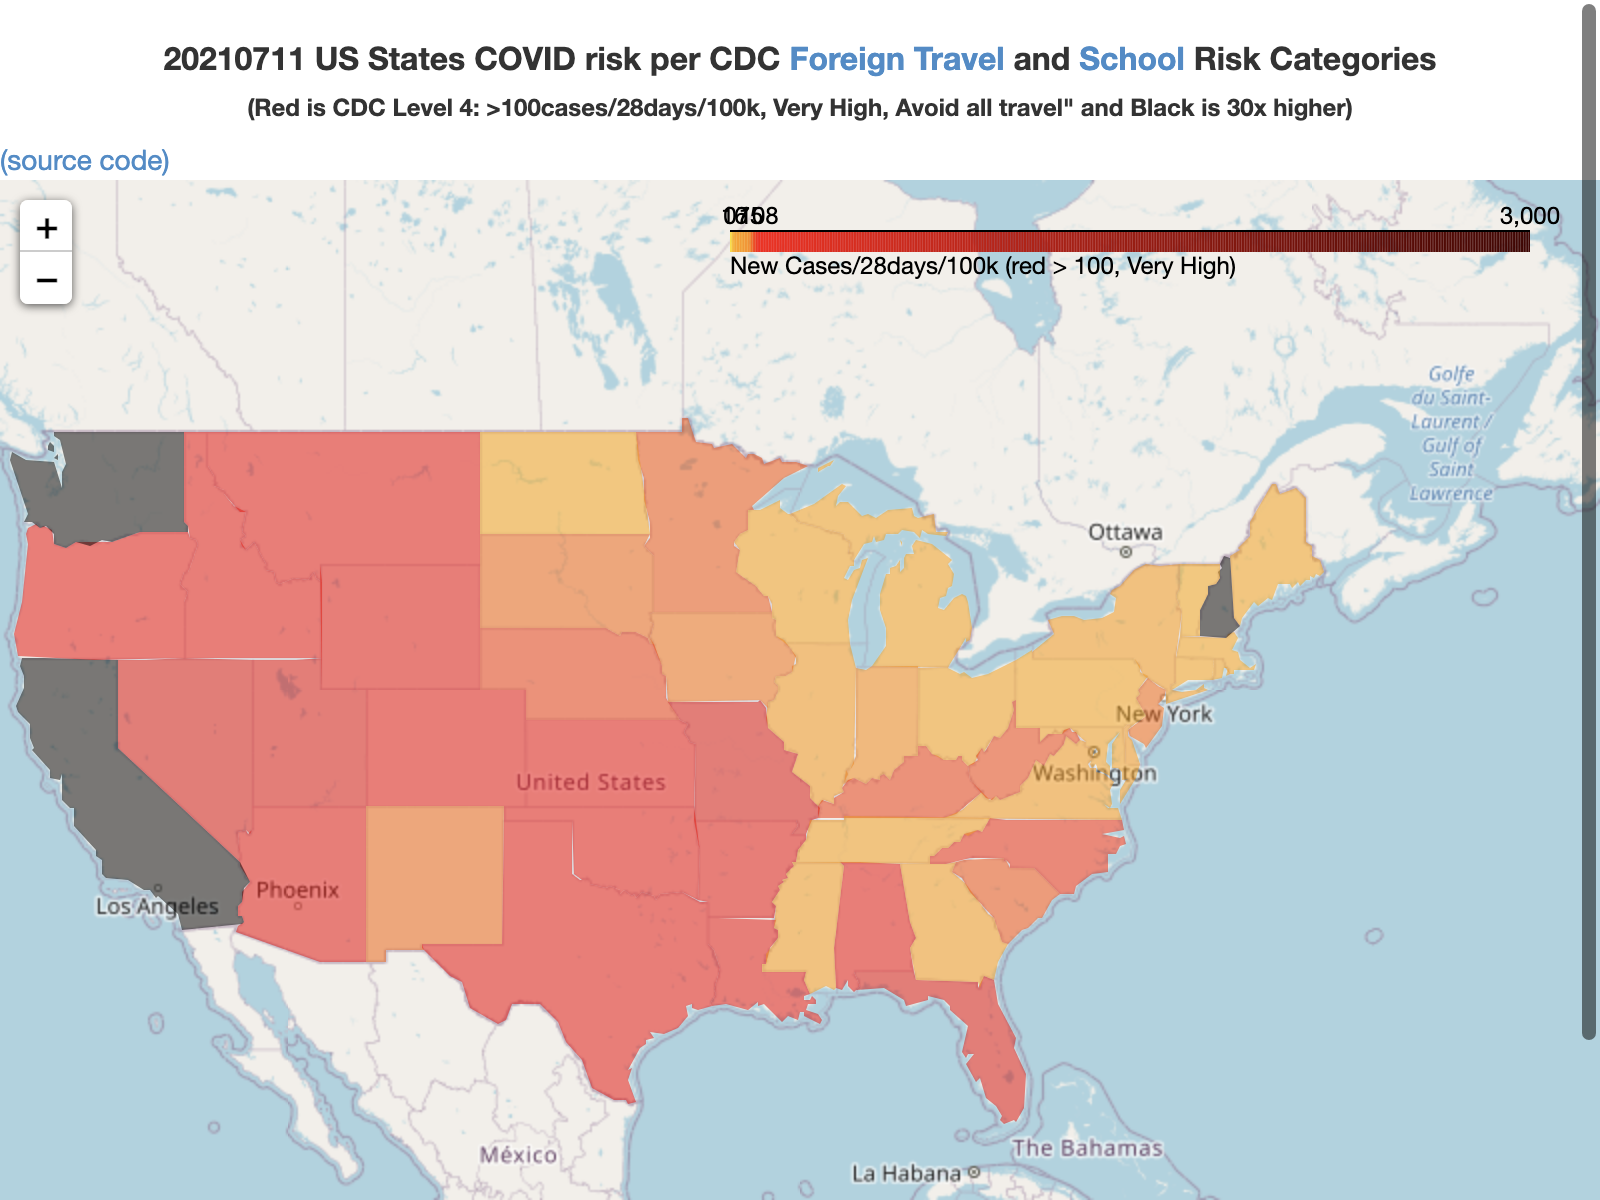 20210711 US States COVID risk per CDC Foreign Travel and School Risk Categories
(Red is CDC Level 4: >100cases/28days/100k, Very High, Avoid all travel" and Black is 30x higher)
(source code)
+
−
3,000
New Cases/28days/100k (red > 100, Very High)
Golfe
du Saint-
Laurent /
Gulf of
Saint
Lawrence
Ottawa
New York
Washington
United States
Phoenix
Los Angeles
México
The Bahamas
La Habana